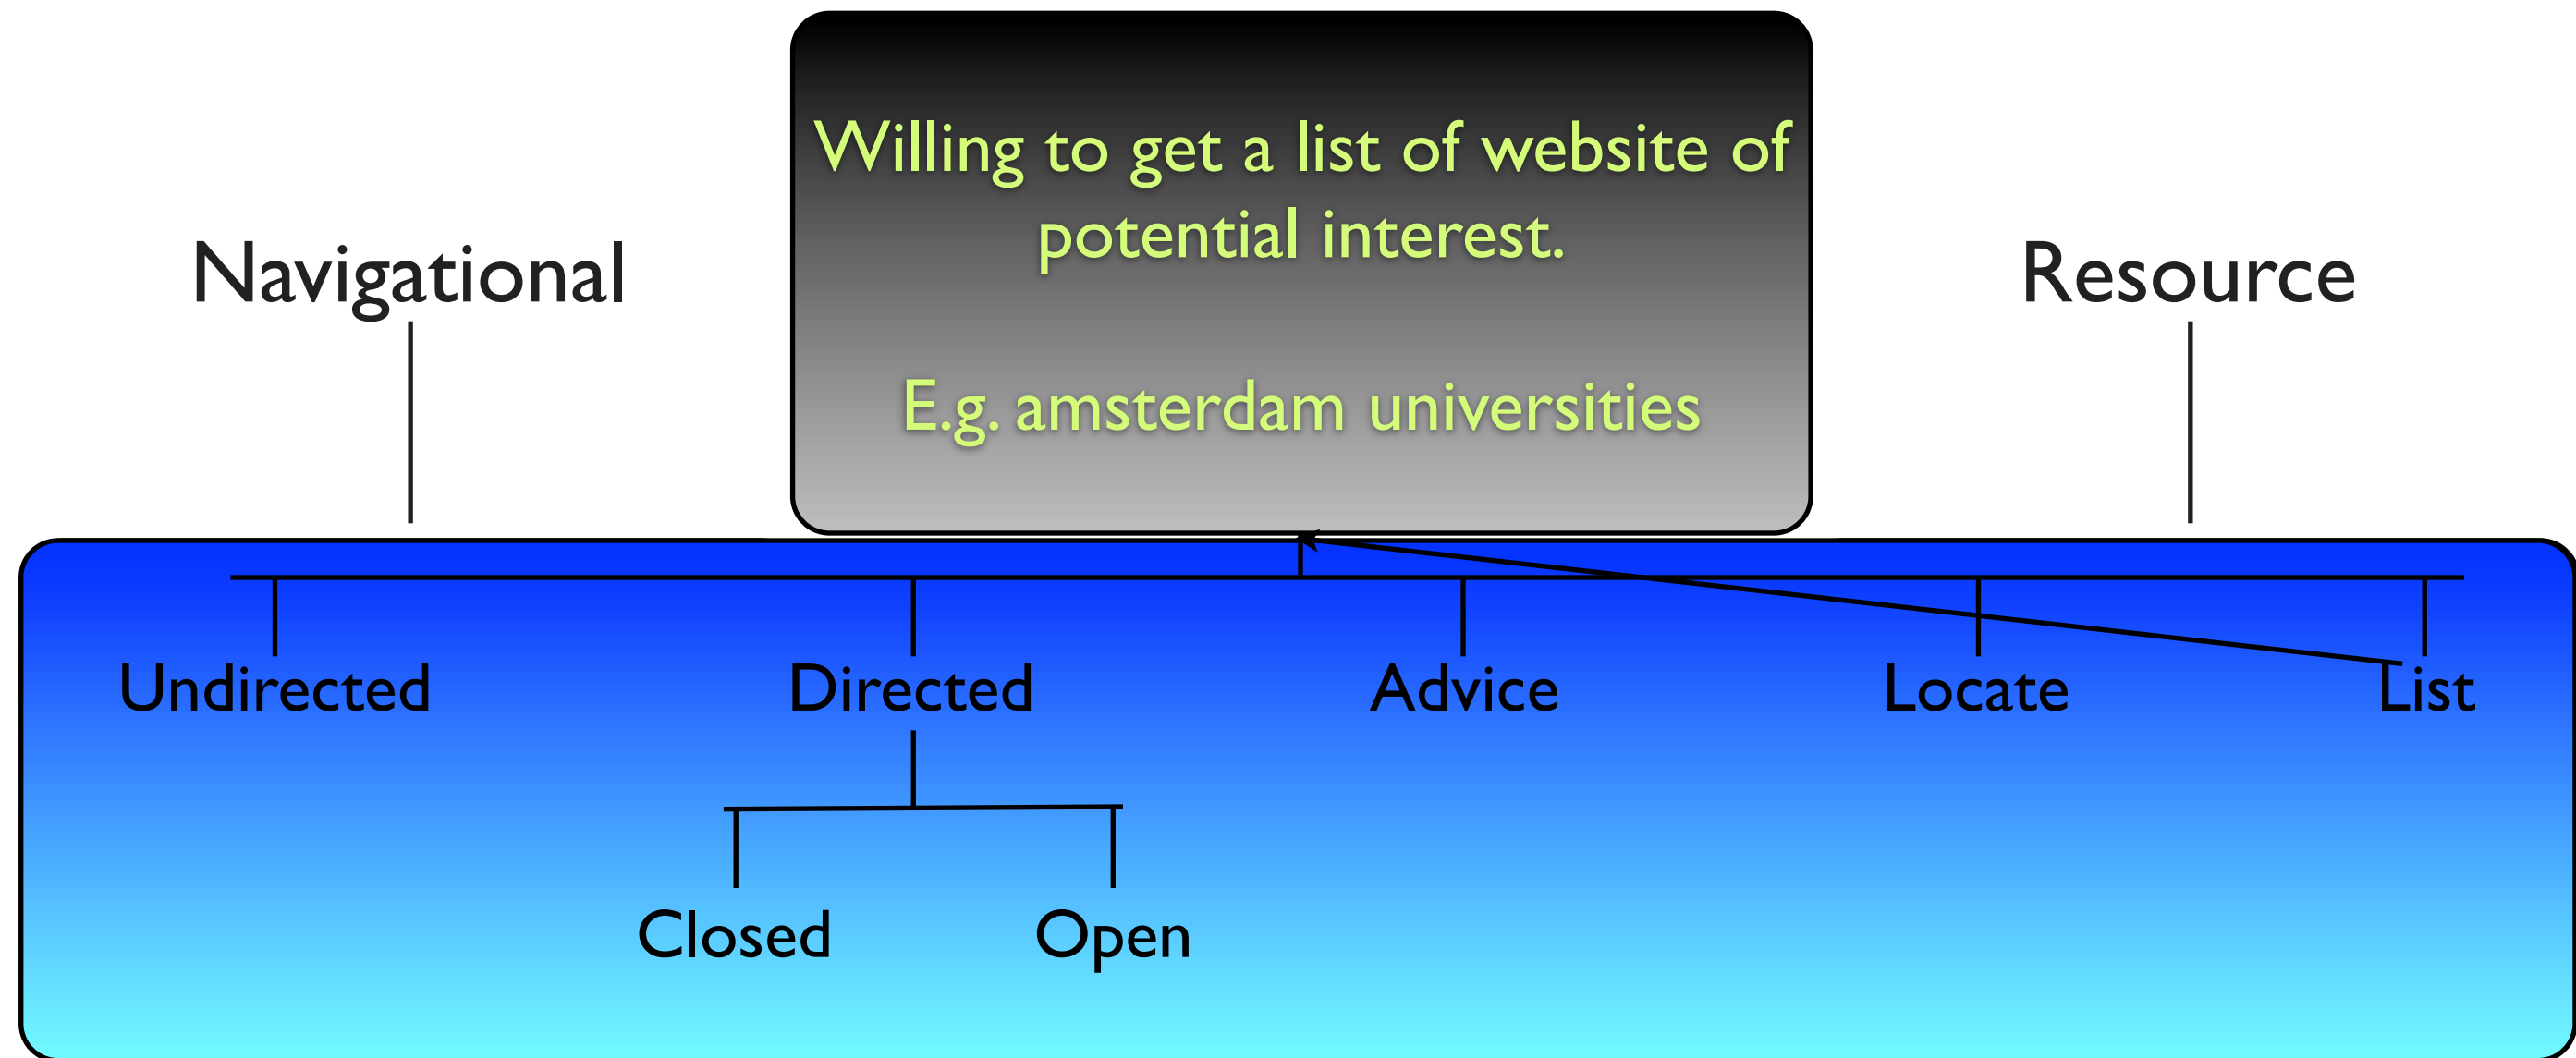 Willing to get a list of website of
potential interest.
Navigational
Resource
E.g. amsterdam universities
Undirected
Directed
Advice
Locate
List
Closed
Open